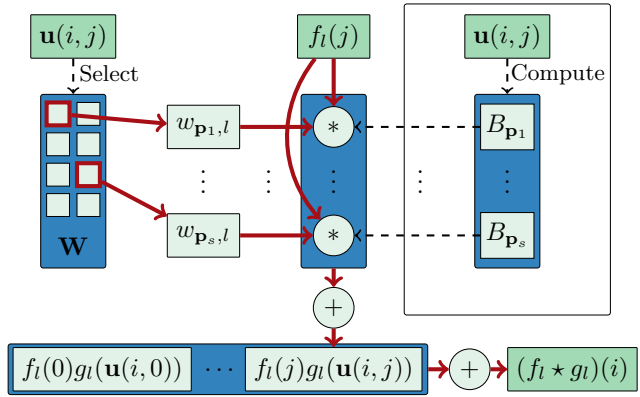 𝐮(i, j) f_l(j) 𝐮(i, j)
Select Compute
w_{𝐩_1,l} * B_{𝐩_1}
⋮ ⋮ ⋮ ⋮ ⋮
w_{𝐩_s,l} * B_{𝐩_s}
𝐖
+
f_l(0)g_l(𝐮(i, 0)) ⋯ f_l(j)g_l(𝐮(i, j)) + (f_l ⋆ g_l)(i)